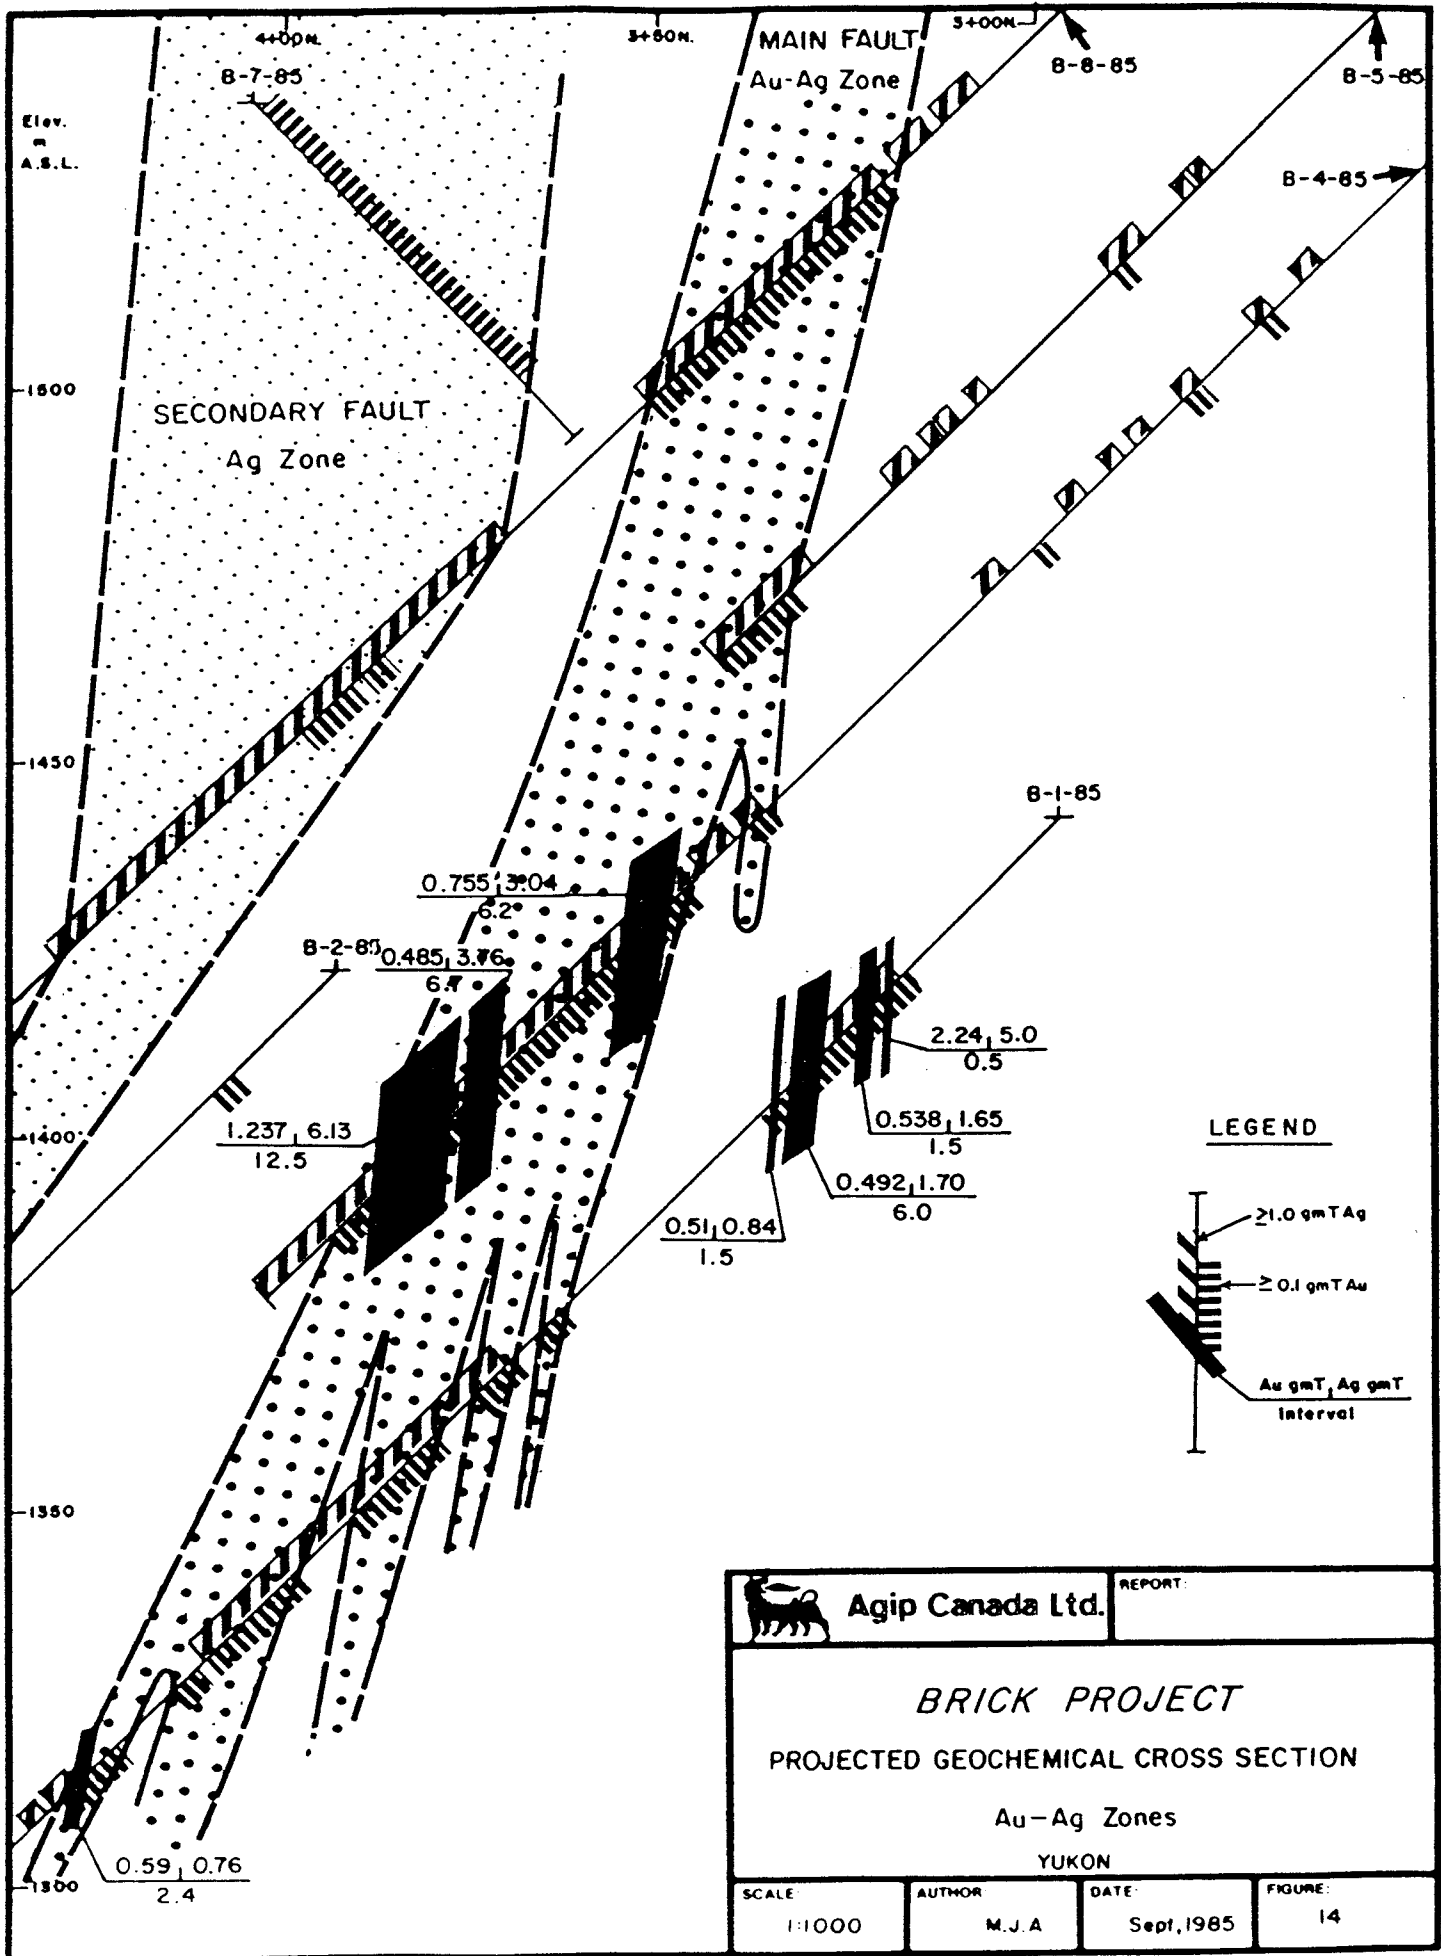 4+00N.
3+50N.
3+00N
MAIN FAULT
Au-Ag Zone
B-7-85
B-8-85
B-5-85
B-4-85
Elev.
m
A.S.L.
1500
SECONDARY FAULT
Ag Zone
1450
B-1-85
0.755 3.04
6.2
B-2-85
0.485 3.76
6.7
2.24 5.0
0.5
1.237 6.13
12.5
1400
0.538 1.65
1.5
0.492 1.70
6.0
0.51 0.84
1.5
LEGEND
≥1.0 gmT Ag
≥ 0.1 gmT Au
Au gmT, Ag gmT
Interval
1350
0.59 0.76
2.4
1300
Agip Canada Ltd.
REPORT:
BRICK PROJECT
PROJECTED GEOCHEMICAL CROSS SECTION
Au-Ag Zones
YUKON
SCALE: 1:1000
AUTHOR: M.J.A
DATE: Sept, 1985
FIGURE: 14